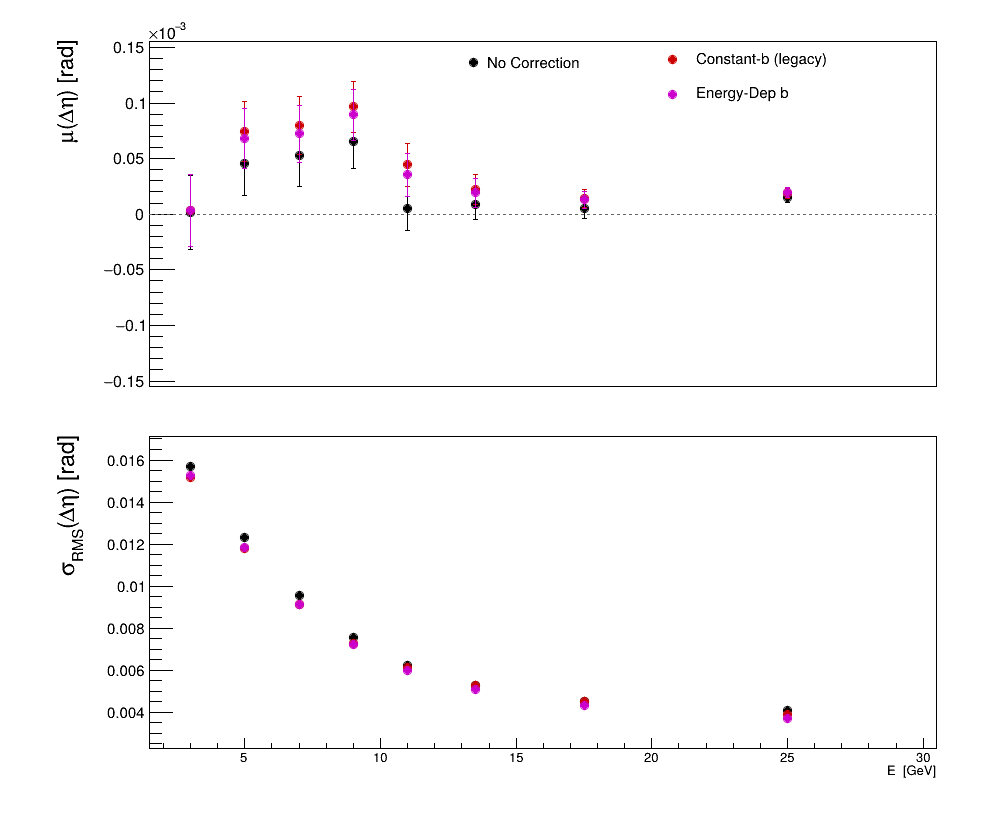 ×10⁻³
μ(Δη) [rad]
0.15
0.1
0.05
0
−0.05
−0.1
−0.15
No Correction
Constant-b (legacy)
Energy-Dep b
σRMS(Δη) [rad]
0.016
0.014
0.012
0.01
0.008
0.006
0.004
5 10 15 20 25 30
E [GeV]